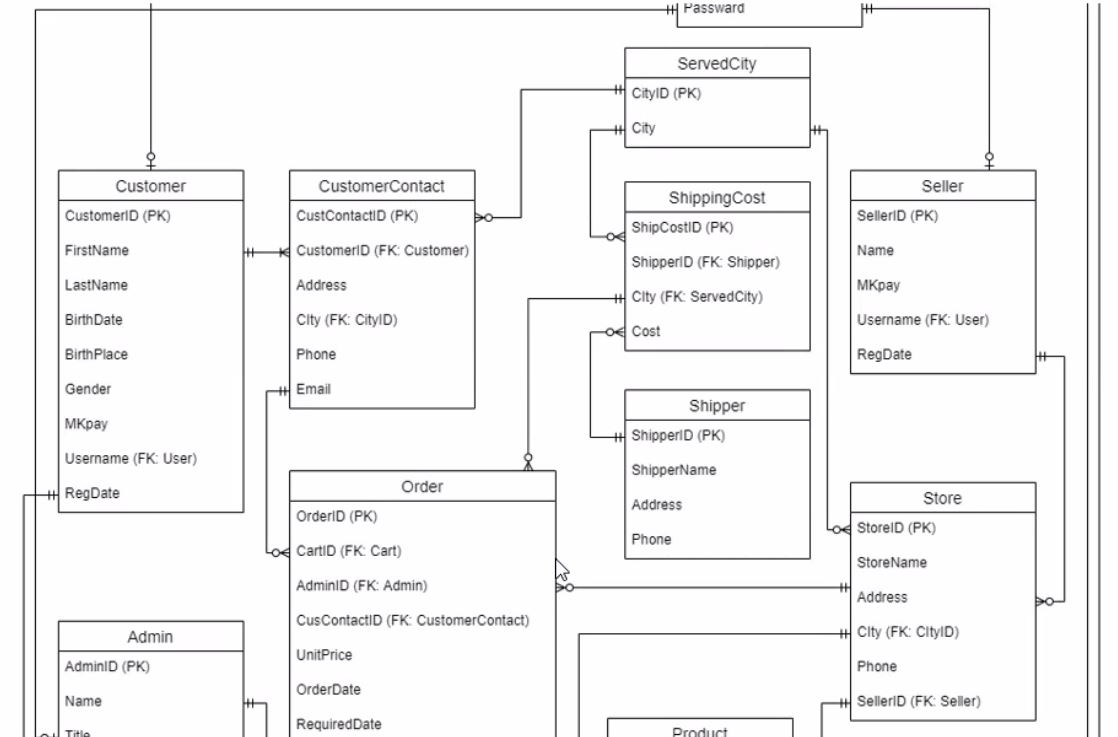 Password
ServedCity
CityID (PK)
City
Customer
CustomerID (PK)
FirstName
LastName
BirthDate
BirthPlace
Gender
MKpay
Username (FK: User)
RegDate
CustomerContact
CustContactID (PK)
CustomerID (FK: Customer)
Address
CIty (FK: CityID)
Phone
Email
ShippingCost
ShipCostID (PK)
ShipperID (FK: Shipper)
CIty (FK: ServedCity)
Cost
Seller
SellerID (PK)
Name
MKpay
Username (FK: User)
RegDate
Shipper
ShipperID (PK)
ShipperName
Address
Phone
Order
OrderID (PK)
CartID (FK: Cart)
AdminID (FK: Admin)
CusContactID (FK: CustomerContact)
UnitPrice
OrderDate
RequiredDate
Store
StoreID (PK)
StoreName
Address
CIty (FK: CItyID)
Phone
SellerID (FK: Seller)
Admin
AdminID (PK)
Name
Title
Product